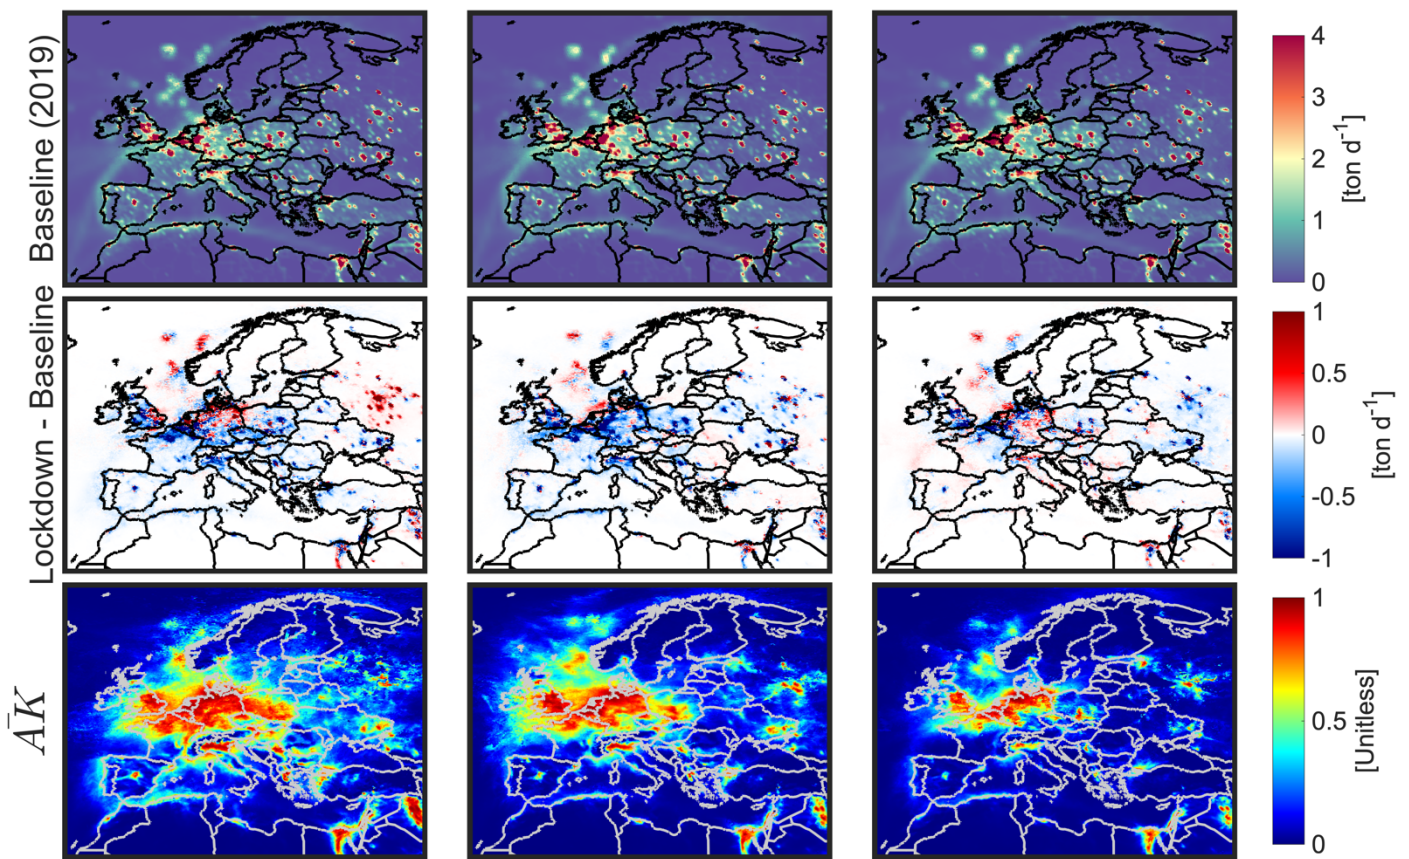 Baseline (2019)
4
3
2
1
0
[ton d⁻¹]
Lockdown - Baseline
1
0.5
0
-0.5
-1
[ton d⁻¹]
A̅K̅
1
0.5
0
[Unitless]